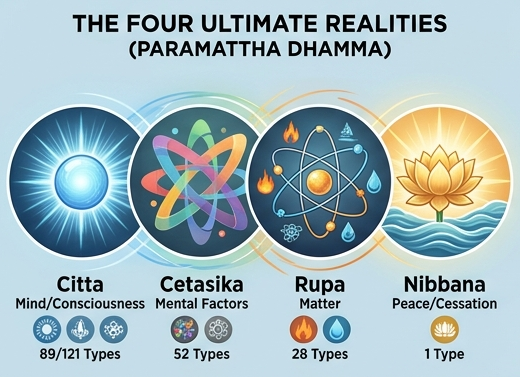 THE FOUR ULTIMATE REALITIES
(PARAMATTHA DHAMMA)
Citta
Mind/Consciousness
89/121 Types
Cetasika
Mental Factors
52 Types
Rupa
Matter
28 Types
Nibbana
Peace/Cessation
1 Type